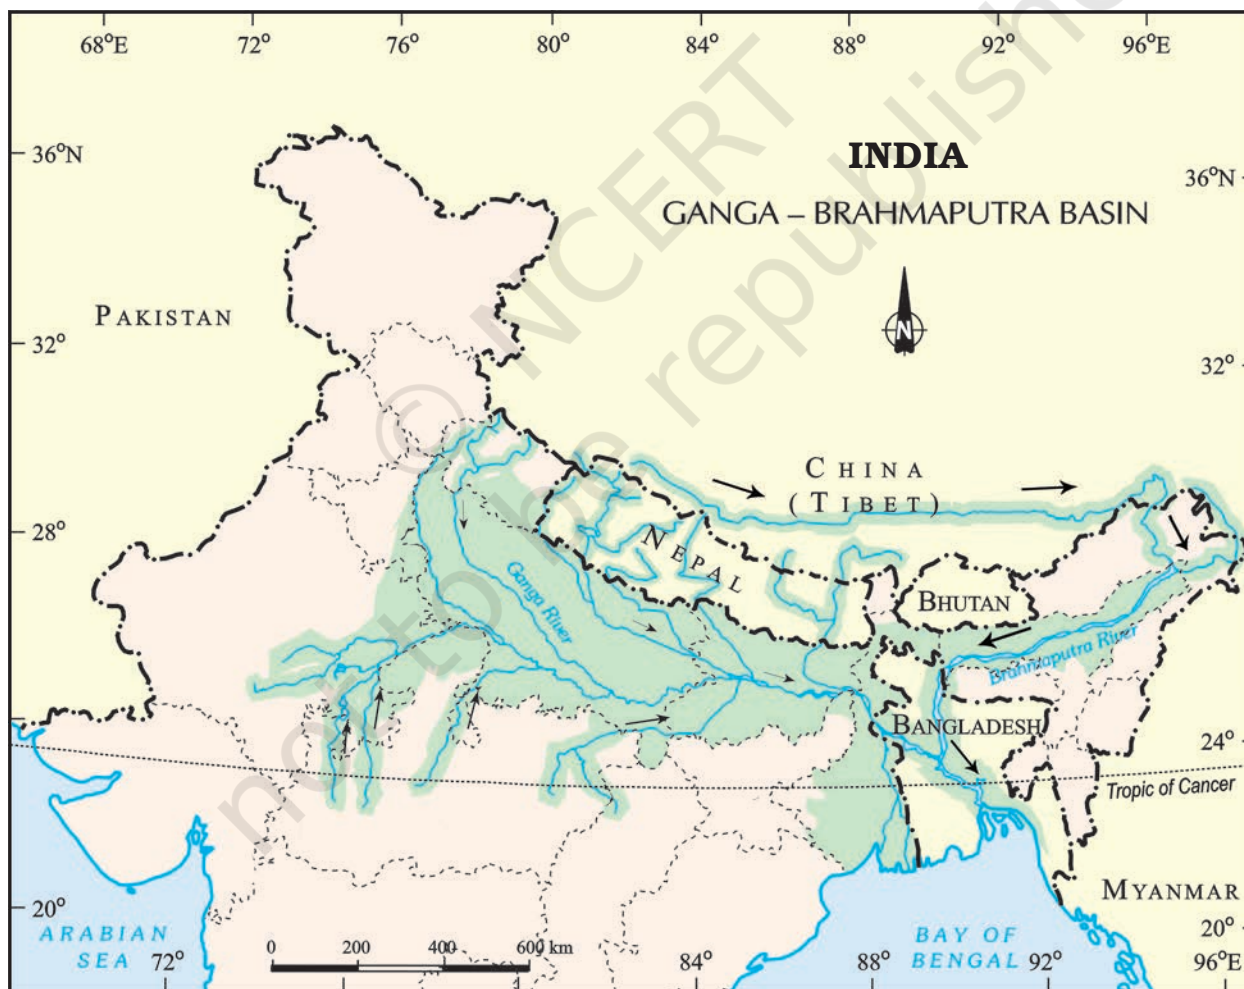 68°E 72° 76° 80° 84° 88° 92° 96°E
36°N
36°N
INDIA
GANGA – BRAHMAPUTRA BASIN
N
PAKISTAN
32°
32°
CHINA
(TIBET)
28°
NEPAL
Ganga River
BHUTAN
Brahmaputra River
BANGLADESH
24°
Tropic of Cancer
MYANMAR
20°
20°
ARABIAN
SEA
0 200 400 600 km
BAY OF
BENGAL
72° 84° 88° 92° 96°E
© NCERT
not to be republished